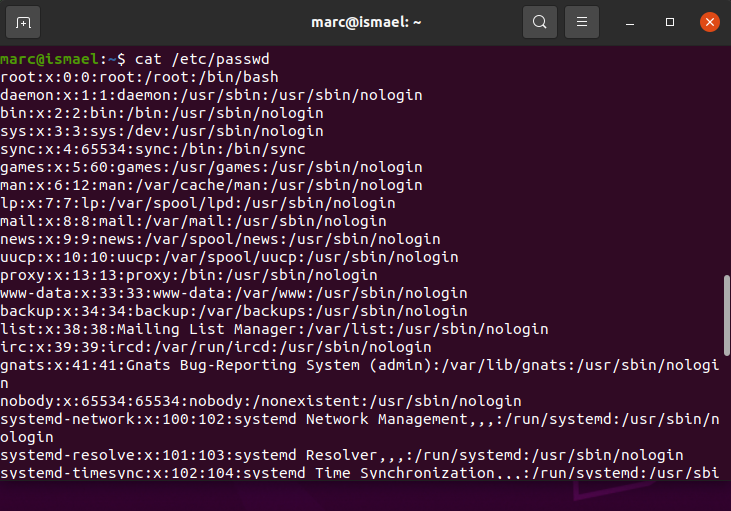 marc@ismael: ~
marc@ismael:~$ cat /etc/passwd
root:x:0:0:root:/root:/bin/bash
daemon:x:1:1:daemon:/usr/sbin:/usr/sbin/nologin
bin:x:2:2:bin:/bin:/usr/sbin/nologin
sys:x:3:3:sys:/dev:/usr/sbin/nologin
sync:x:4:65534:sync:/bin:/bin/sync
games:x:5:60:games:/usr/games:/usr/sbin/nologin
man:x:6:12:man:/var/cache/man:/usr/sbin/nologin
lp:x:7:7:lp:/var/spool/lpd:/usr/sbin/nologin
mail:x:8:8:mail:/var/mail:/usr/sbin/nologin
news:x:9:9:news:/var/spool/news:/usr/sbin/nologin
uucp:x:10:10:uucp:/var/spool/uucp:/usr/sbin/nologin
proxy:x:13:13:proxy:/bin:/usr/sbin/nologin
www-data:x:33:33:www-data:/var/www:/usr/sbin/nologin
backup:x:34:34:backup:/var/backups:/usr/sbin/nologin
list:x:38:38:Mailing List Manager:/var/list:/usr/sbin/nologin
irc:x:39:39:ircd:/var/run/ircd:/usr/sbin/nologin
gnats:x:41:41:Gnats Bug-Reporting System (admin):/var/lib/gnats:/usr/sbin/nologi
n
nobody:x:65534:65534:nobody:/nonexistent:/usr/sbin/nologin
systemd-network:x:100:102:systemd Network Management,,,:/run/systemd:/usr/sbin/n
ologin
systemd-resolve:x:101:103:systemd Resolver,,,:/run/systemd:/usr/sbin/nologin
systemd-timesync:x:102:104:systemd Time Synchronization,,,:/run/systemd:/usr/sbi